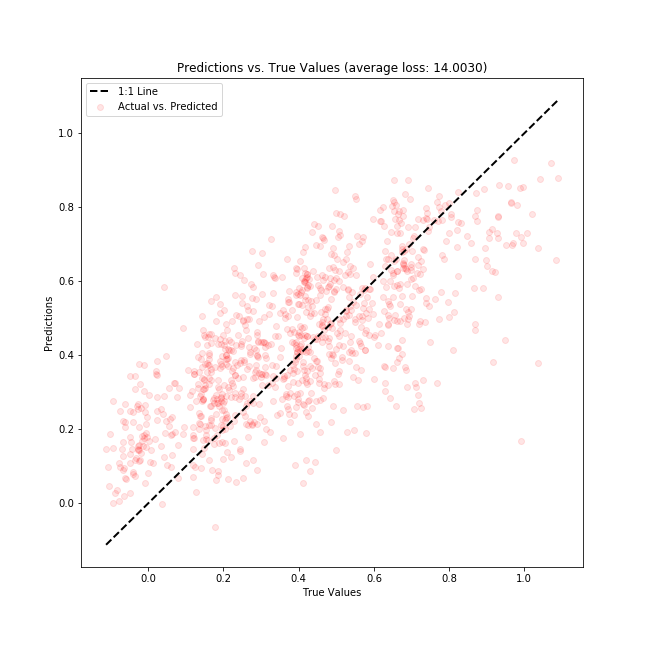 Predictions vs. True Values (average loss: 14.0030)
1:1 Line
Actual vs. Predicted
1.0
0.8
0.6
0.4
0.2
0.0
Predictions
0.0 0.2 0.4 0.6 0.8 1.0
True Values